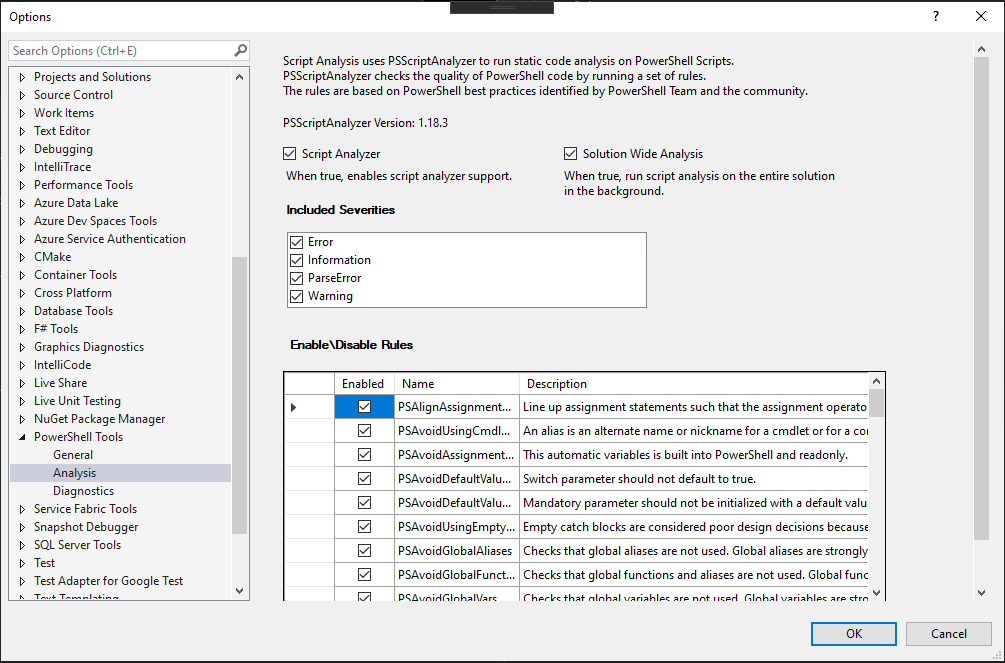 Options
?
Search Options (Ctrl+E)
Projects and Solutions
Source Control
Work Items
Text Editor
Debugging
IntelliTrace
Performance Tools
Azure Data Lake
Azure Dev Spaces Tools
Azure Service Authentication
CMake
Container Tools
Cross Platform
Database Tools
F# Tools
Graphics Diagnostics
IntelliCode
Live Share
Live Unit Testing
NuGet Package Manager
PowerShell Tools
General
Analysis
Diagnostics
Service Fabric Tools
Snapshot Debugger
SQL Server Tools
Test
Test Adapter for Google Test
Text Templating
Script Analysis uses PSScriptAnalyzer to run static code analysis on PowerShell Scripts.
PSScriptAnalyzer checks the quality of PowerShell code by running a set of rules.
The rules are based on PowerShell best practices identified by PowerShell Team and the community.
PSScriptAnalyzer Version: 1.18.3
Script Analyzer
When true, enables script analyzer support.
Solution Wide Analysis
When true, run script analysis on the entire solution
in the background.
Included Severities
Error
Information
ParseError
Warning
Enable\Disable Rules
Enabled Name Description
PSAlignAssignment... Line up assignment statements such that the assignment operato
PSAvoidUsingCmdl... An alias is an alternate name or nickname for a cmdlet or for a co
PSAvoidAssignment... This automatic variables is built into PowerShell and readonly.
PSAvoidDefaultValu... Switch parameter should not default to true.
PSAvoidDefaultValu... Mandatory parameter should not be initialized with a default valu
PSAvoidUsingEmpty... Empty catch blocks are considered poor design decisions because
PSAvoidGlobalAliases Checks that global aliases are not used. Global aliases are strongly
PSAvoidGlobalFunct... Checks that global functions and aliases are not used. Global func
PSAvoidGlobalVars Checks that global variables are not used. Global variables are stro
OK
Cancel